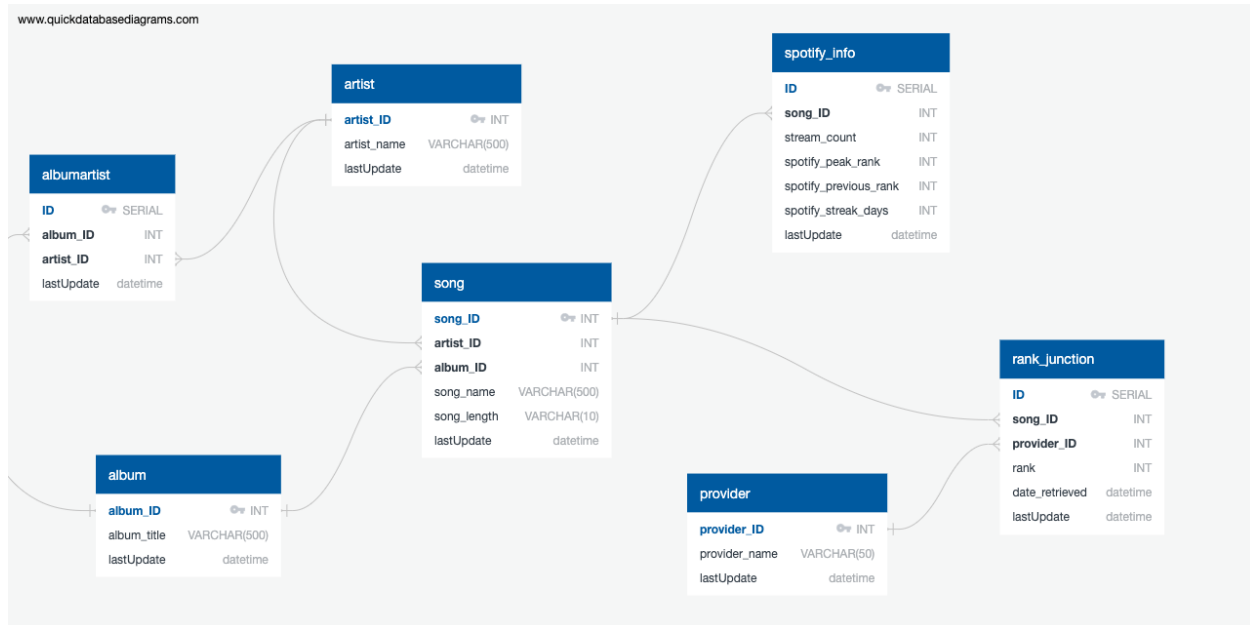 www.quickdatabasediagrams.com
artist
artist_ID INT
artist_name VARCHAR(500)
lastUpdate datetime
albumartist
ID SERIAL
album_ID INT
artist_ID INT
lastUpdate datetime
album
album_ID INT
album_title VARCHAR(500)
lastUpdate datetime
song
song_ID INT
artist_ID INT
album_ID INT
song_name VARCHAR(500)
song_length VARCHAR(10)
lastUpdate datetime
spotify_info
ID SERIAL
song_ID INT
stream_count INT
spotify_peak_rank INT
spotify_previous_rank INT
spotify_streak_days INT
lastUpdate datetime
provider
provider_ID INT
provider_name VARCHAR(50)
lastUpdate datetime
rank_junction
ID SERIAL
song_ID INT
provider_ID INT
rank INT
date_retrieved datetime
lastUpdate datetime